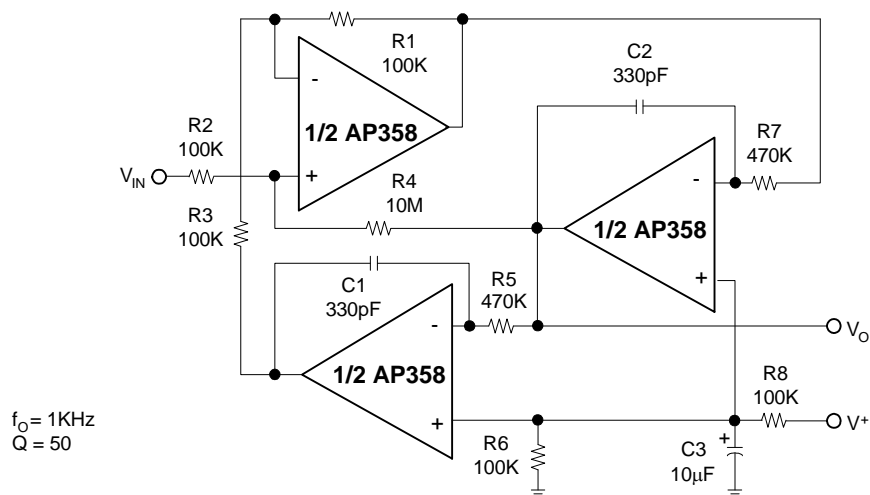 R1
100K
C2
330pF
1/2 AP358
-
+
R2
100K
V_IN
R7
470K
R4
10M
-
+
1/2 AP358
R3
100K
C1
330pF
R5
470K
-
+
1/2 AP358
V_O
R8
100K
V+
R6
100K
+
C3
10µF
f_O = 1KHz
Q = 50